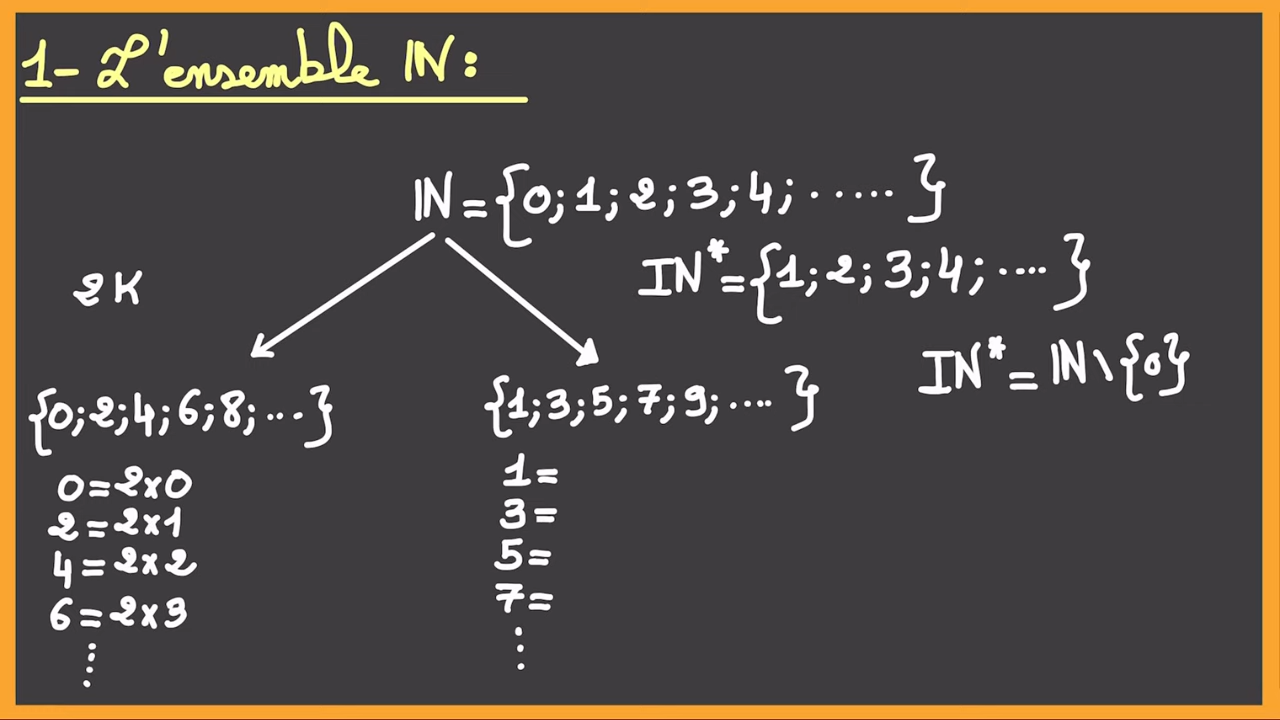 1- L'ensemble IN:
IN={0;1;2;3;4;.....}
IN*={1;2;3;4;....}
2K
IN*=IN\{0}
{0;2;4;6;8;...}
{1;3;5;7;9;....}
0=2x0
2=2x1
4=2x2
6=2x3
⋮
1=
3=
5=
7=
⋮